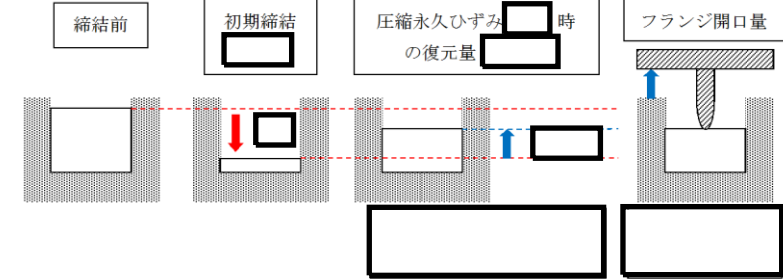 締結前
初期締結
圧縮永久ひずみ 時
の復元量
フランジ開口量